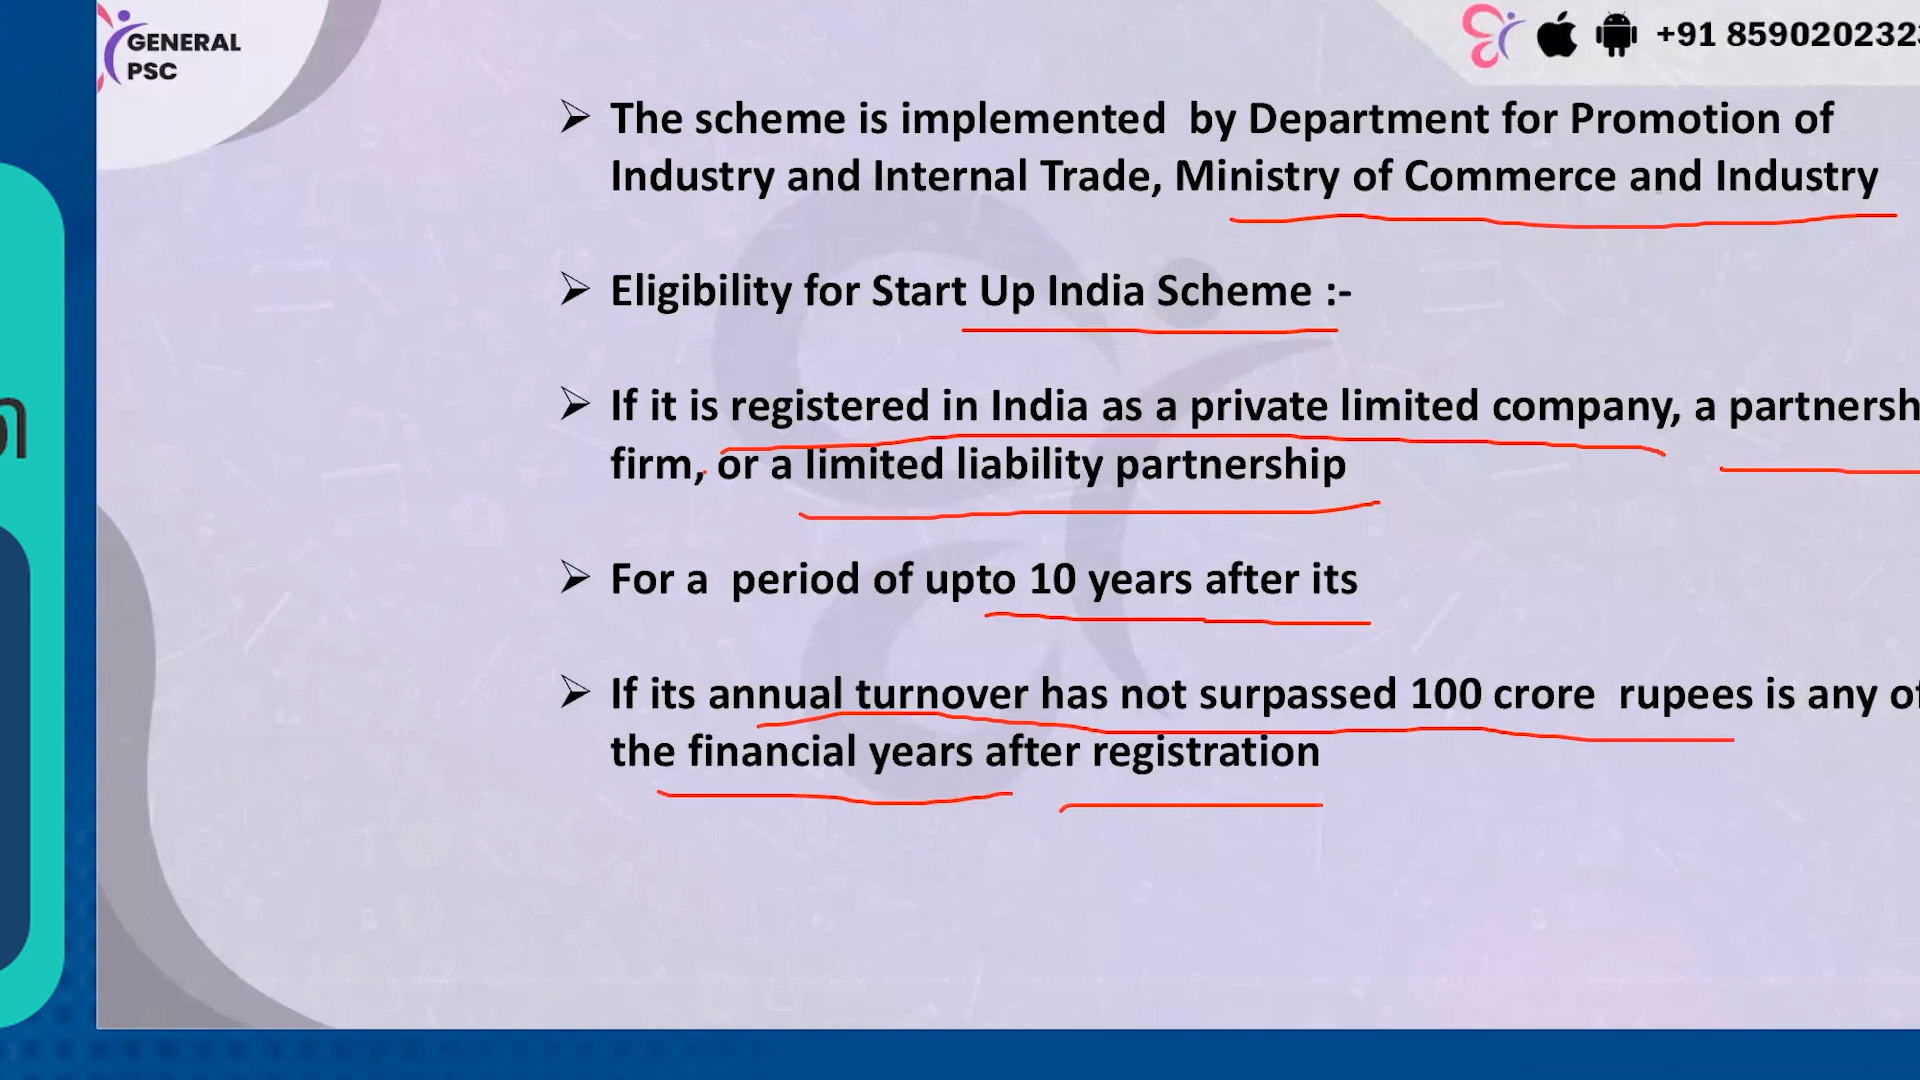 GENERAL
PSC
+91 859020232
➢ The scheme is implemented by Department for Promotion of
Industry and Internal Trade, Ministry of Commerce and Industry
➢ Eligibility for Start Up India Scheme :-
➢ If it is registered in India as a private limited company, a partnersh
firm, or a limited liability partnership
➢ For a period of upto 10 years after its
➢ If its annual turnover has not surpassed 100 crore rupees is any of
the financial years after registration